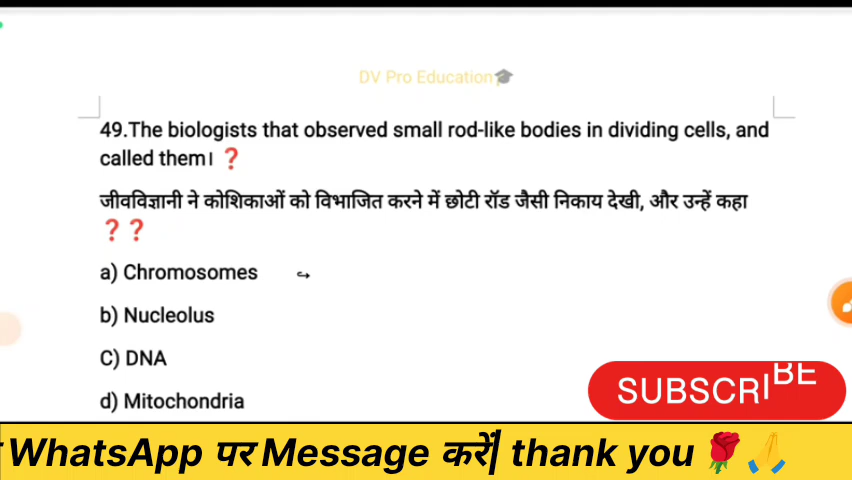 DV Pro Education🎓
49.The biologists that observed small rod-like bodies in dividing cells, and
called them। ❓
जीवविज्ञानी ने कोशिकाओं को विभाजित करने में छोटी रॉड जैसी निकाय देखी, और उन्हें कहा
❓❓
a) Chromosomes
b) Nucleolus
C) DNA
d) Mitochondria
SUBSCRIBE
WhatsApp पर Message करें| thank you 🌹🙏